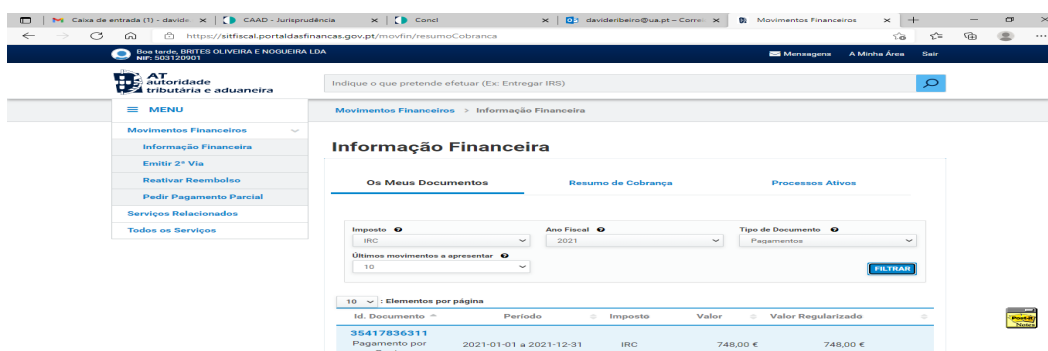 Caixa de entrada (1) - davide.
CAAD - Jurisprudência
Concl
davideribeiro@ua.pt – Correi
Movimentos Financeiros
https://sitfiscal.portaldasfinancas.gov.pt/movfin/resumoCobranca
Boa tarde, BRITES OLIVEIRA E NOGUEIRA LDA
NIF: 503120901
Mensagens A Minha Área Sair
AT
autoridade
tributária e aduaneira
Indique o que pretende efetuar (Ex: Entregar IRS)
MENU
Movimentos Financeiros > Informação Financeira
Movimentos Financeiros
Informação Financeira
Emitir 2ª Via
Reativar Reembolso
Pedir Pagamento Parcial
Serviços Relacionados
Todos os Serviços
Informação Financeira
Os Meus Documentos Resumo de Cobrança Processos Ativos
Imposto Ano Fiscal Tipo de Documento
IRC 2021 Pagamentos
Últimos movimentos a apresentar
10
FILTRAR
10 : Elementos por página
Id. Documento Período Imposto Valor Valor Regularizado
35417836311
Pagamento por 2021-01-01 a 2021-12-31 IRC 748,00 € 748,00 €
Post-it
Notes